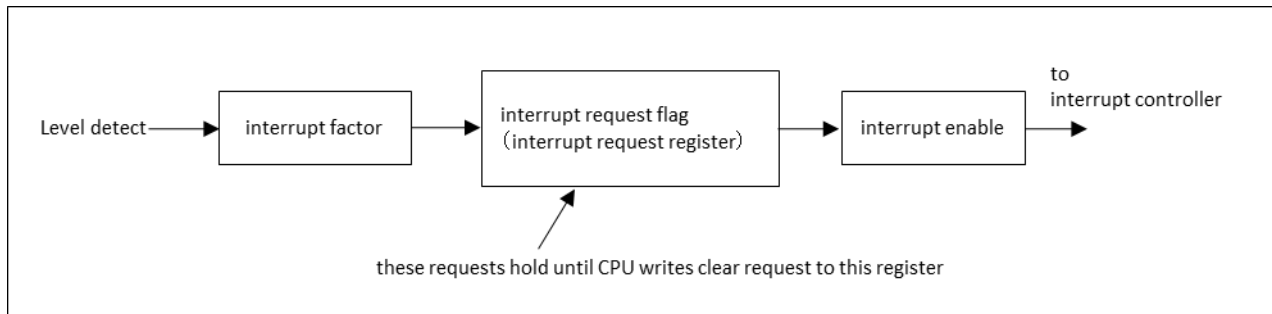 to
interrupt controller
Level detect
interrupt factor
interrupt request flag
（interrupt request register）
interrupt enable
these requests hold until CPU writes clear request to this register